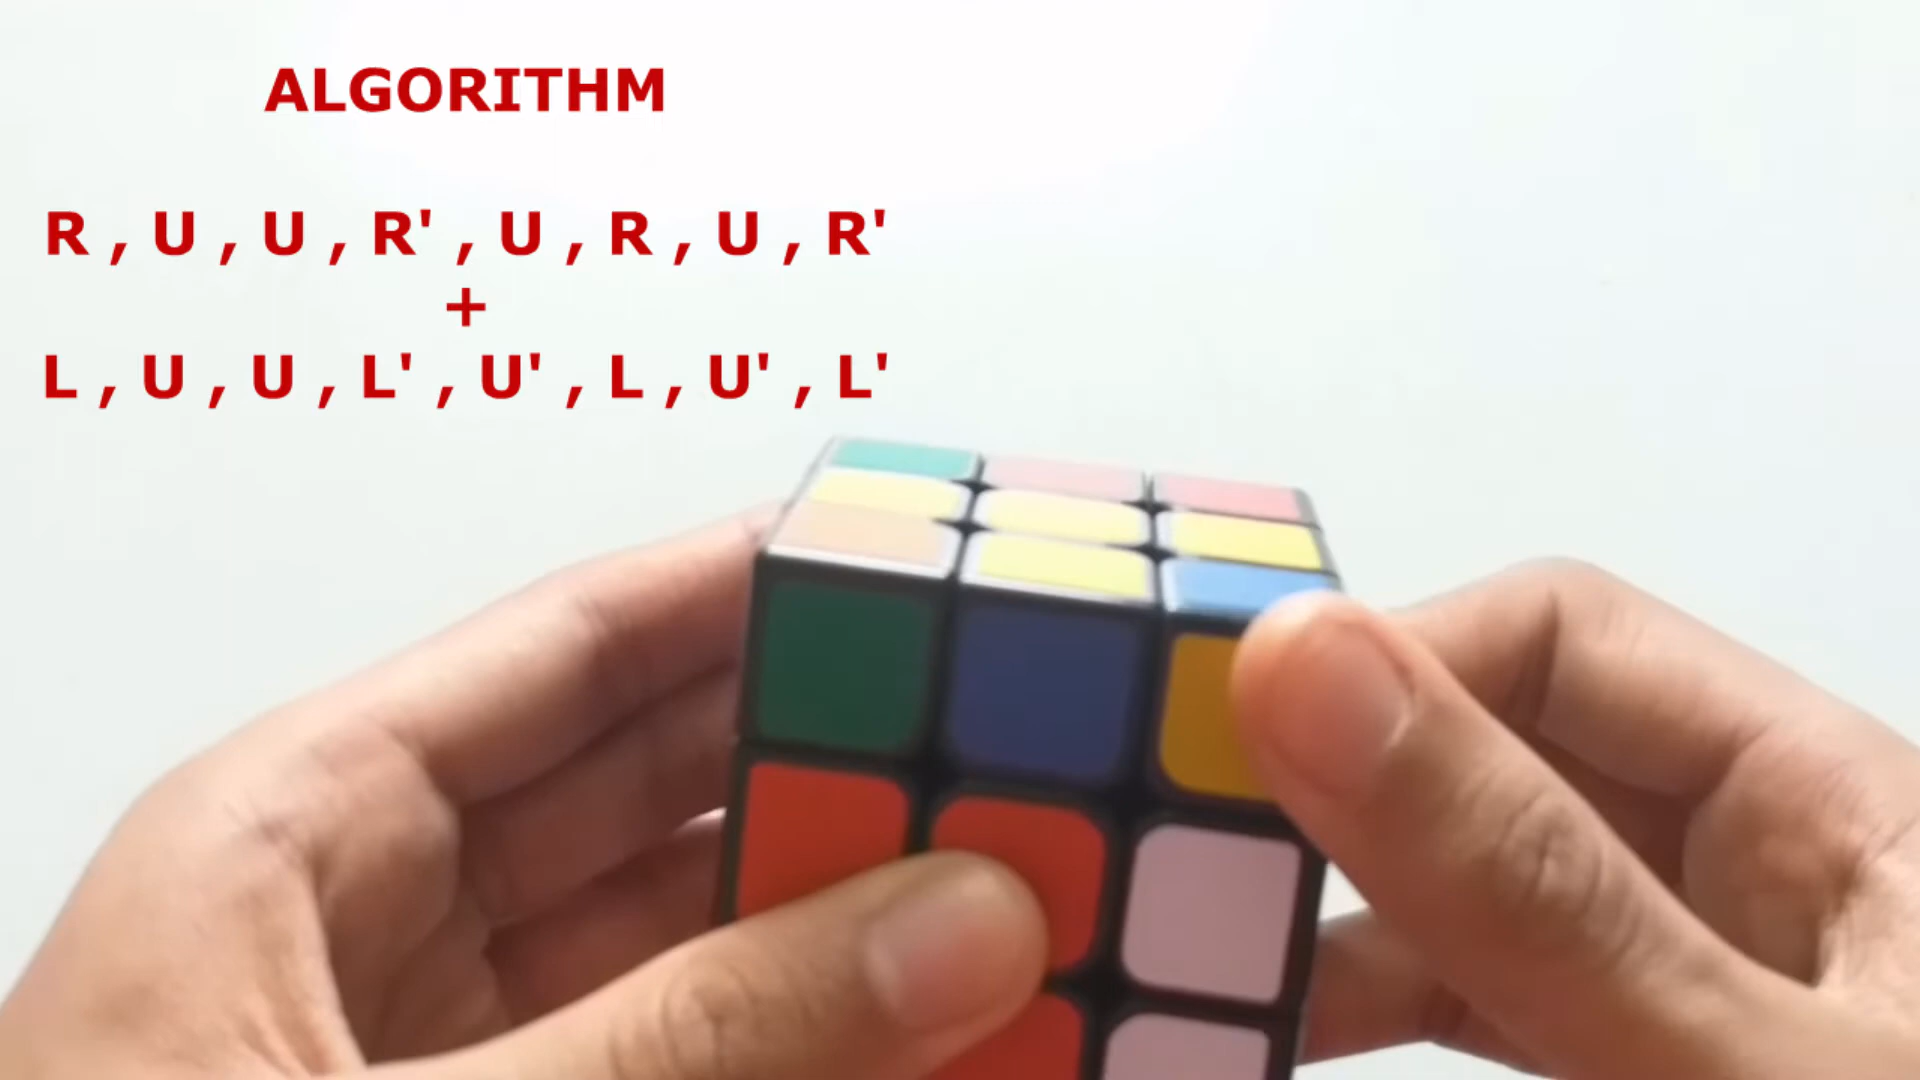 ALGORITHM
R , U , U , R' , U , R , U , R'
+
L , U , U , L' , U' , L , U' , L'